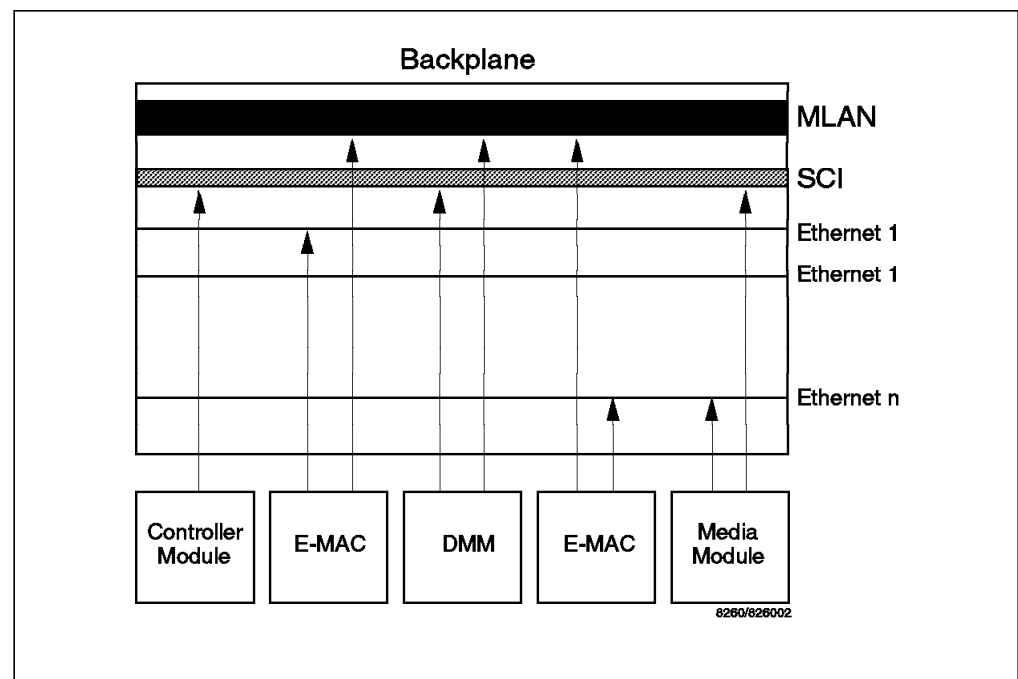 Backplane
MLAN
SCI
Ethernet 1
Ethernet 1
Ethernet n
Controller
Module
E-MAC
DMM
E-MAC
Media
Module
8260/826002